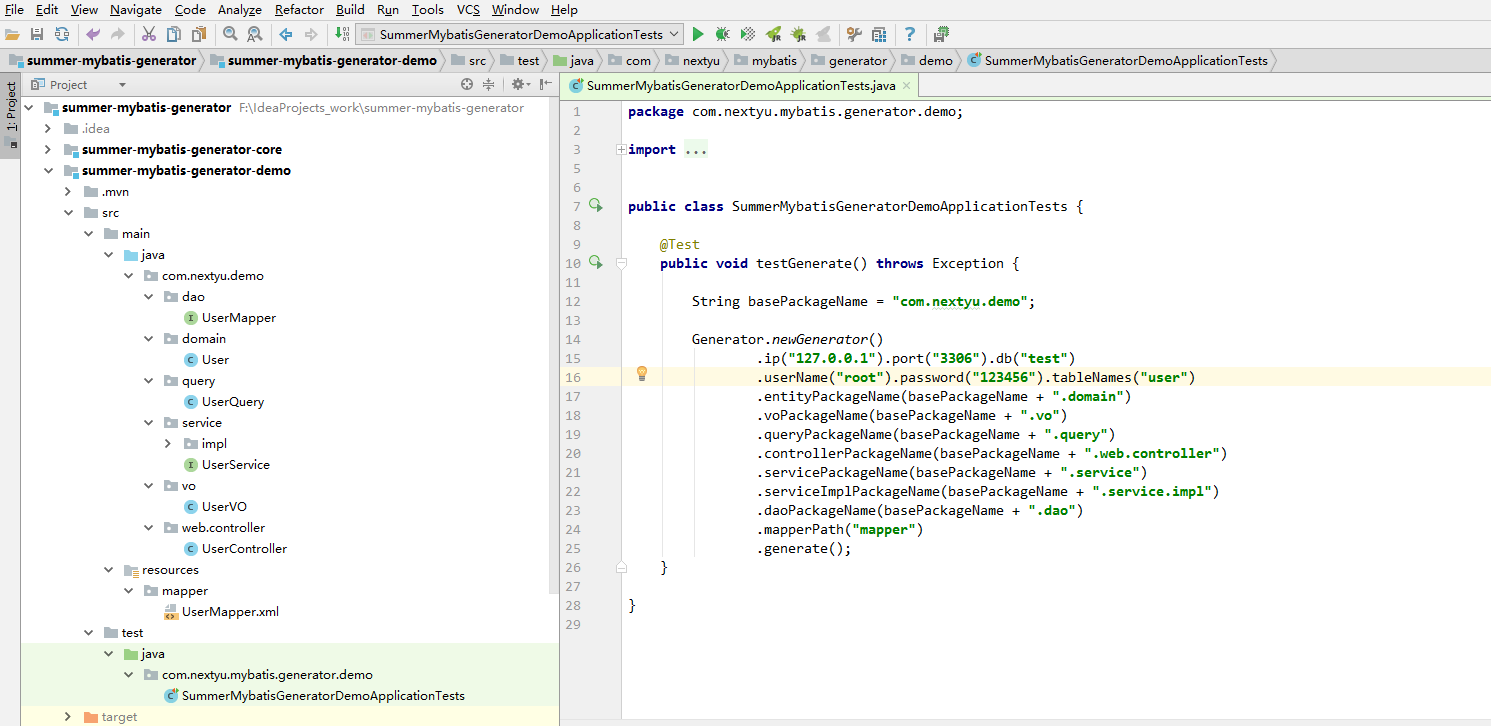 File Edit View Navigate Code Analyze Refactor Build Run Tools VCS Window Help
SummerMybatisGeneratorDemoApplicationTests
summer-mybatis-generator summer-mybatis-generator-demo src test java com nextyu mybatis generator demo SummerMybatisGeneratorDemoApplicationTests
1: Project
Project
summer-mybatis-generator F:\IdeaProjects_work\summer-mybatis-generator
.idea
summer-mybatis-generator-core
summer-mybatis-generator-demo
.mvn
src
main
java
com.nextyu.demo
dao
UserMapper
domain
User
query
UserQuery
service
impl
UserService
vo
UserVO
web.controller
UserController
resources
mapper
UserMapper.xml
test
java
com.nextyu.mybatis.generator.demo
SummerMybatisGeneratorDemoApplicationTests
target
SummerMybatisGeneratorDemoApplicationTests.java
1 package com.nextyu.mybatis.generator.demo;
2
3 import ...
5
6
7 public class SummerMybatisGeneratorDemoApplicationTests {
8
9 @Test
10 public void testGenerate() throws Exception {
11
12 String basePackageName = "com.nextyu.demo";
13
14 Generator.newGenerator()
15 .ip("127.0.0.1").port("3306").db("test")
16 .userName("root").password("123456").tableNames("user")
17 .entityPackageName(basePackageName + ".domain")
18 .voPackageName(basePackageName + ".vo")
19 .queryPackageName(basePackageName + ".query")
20 .controllerPackageName(basePackageName + ".web.controller")
21 .servicePackageName(basePackageName + ".service")
22 .serviceImplPackageName(basePackageName + ".service.impl")
23 .daoPackageName(basePackageName + ".dao")
24 .mapperPath("mapper")
25 .generate();
26 }
27
28 }
29